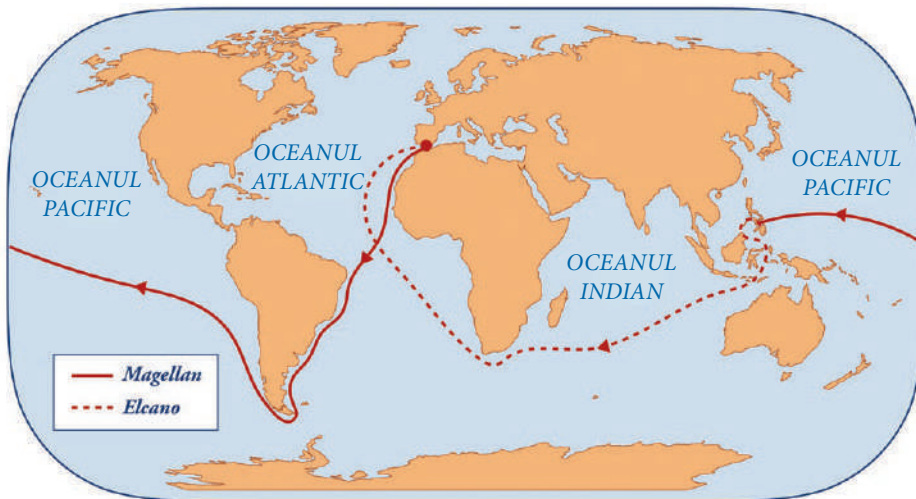 OCEANUL
PACIFIC
OCEANUL
ATLANTIC
OCEANUL
PACIFIC
OCEANUL
INDIAN
Magellan
Elcano